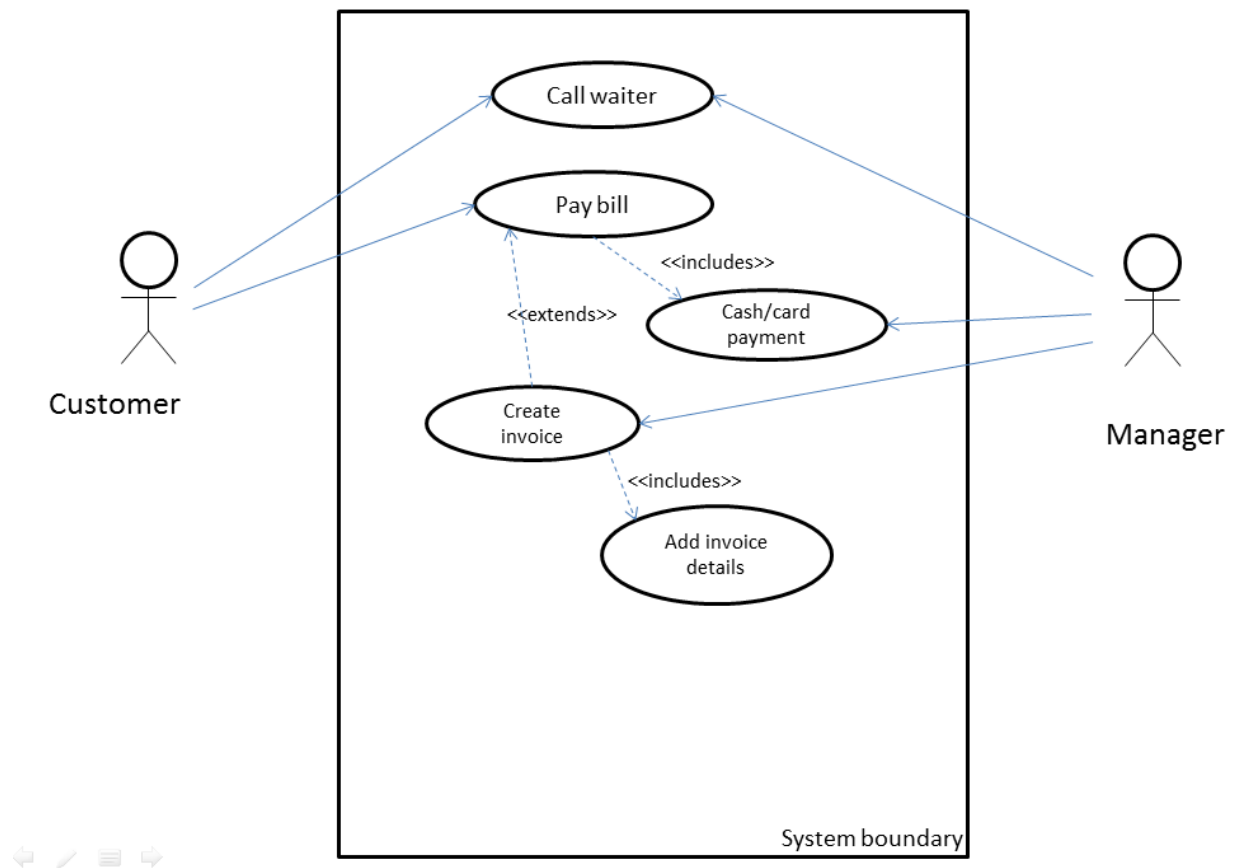 Call waiter
Pay bill
<<includes>>
Cash/card
payment
<<extends>>
Customer
Create
invoice
Manager
<<includes>>
Add invoice
details
System boundary